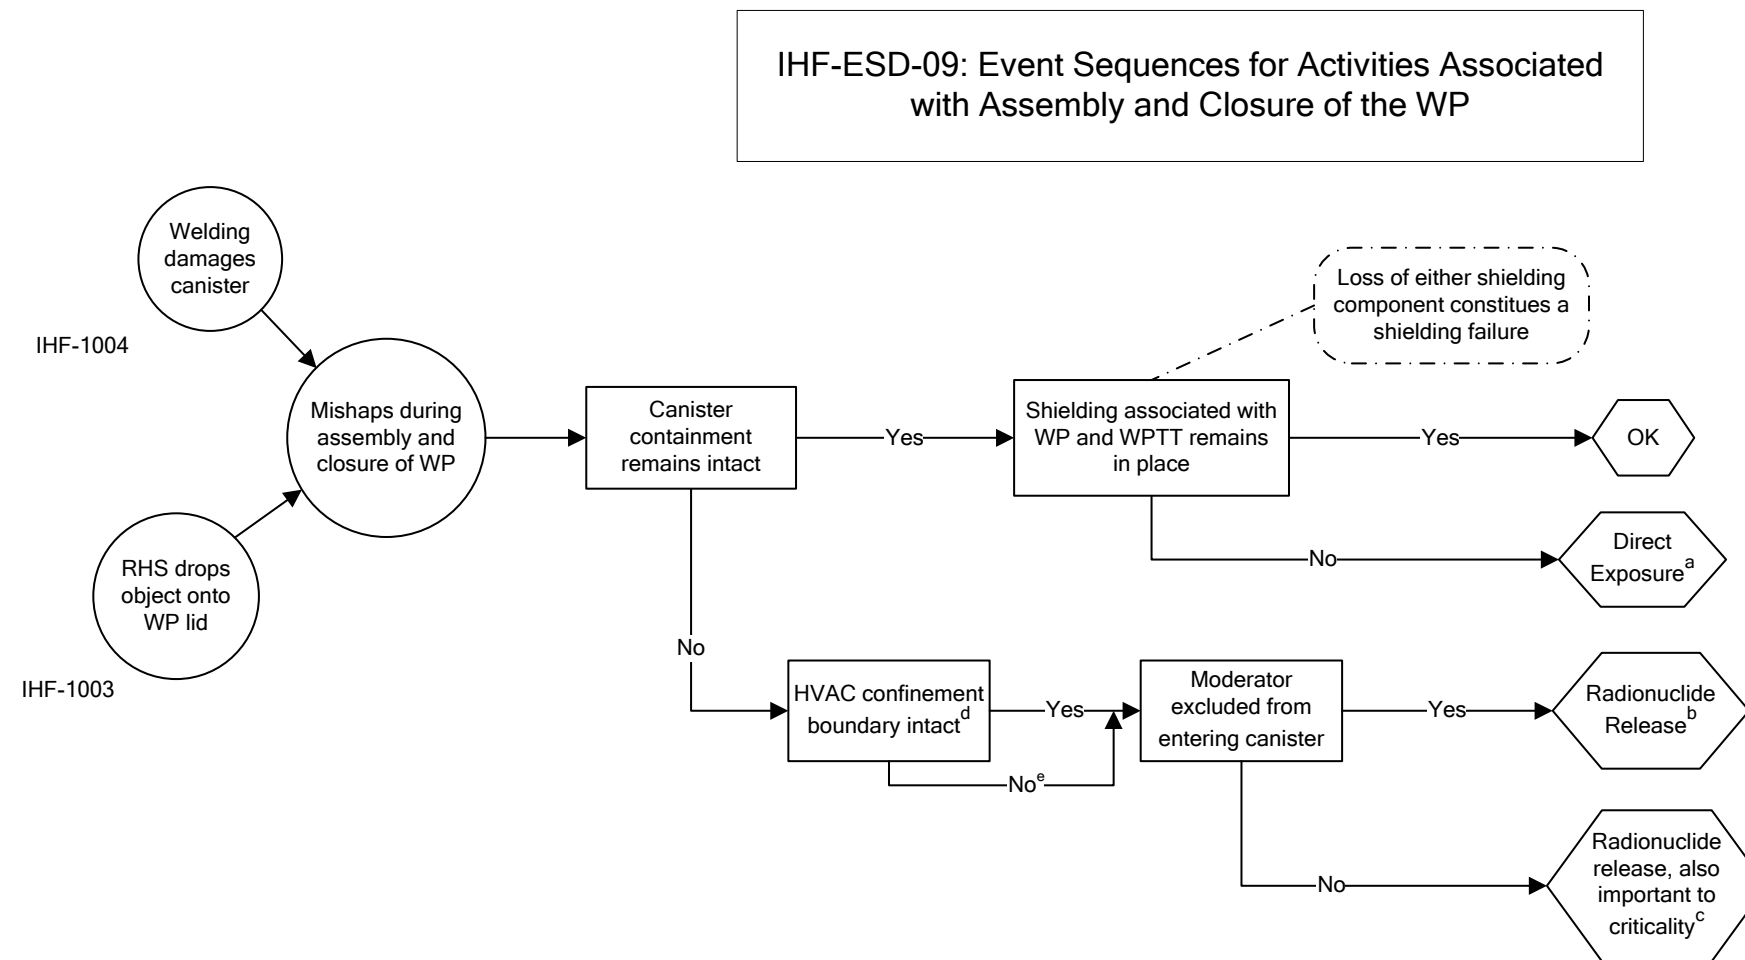 IHF-ESD-09: Event Sequences for Activities Associated
with Assembly and Closure of the WP
Welding
damages
canister
IHF-1004
Mishaps during
assembly and
closure of WP
RHS drops
object onto
WP lid
IHF-1003
Canister
containment
remains intact
Yes
Shielding associated with
WP and WPTT remains
in place
Loss of either shielding
component constitues a
shielding failure
Yes
OK
No
Direct
Exposure^a
No
HVAC confinement
boundary intact^d
Yes
No^e
Moderator
excluded from
entering canister
Yes
Radionuclide
Release^b
No
Radionuclide
release, also
important to
criticality^c